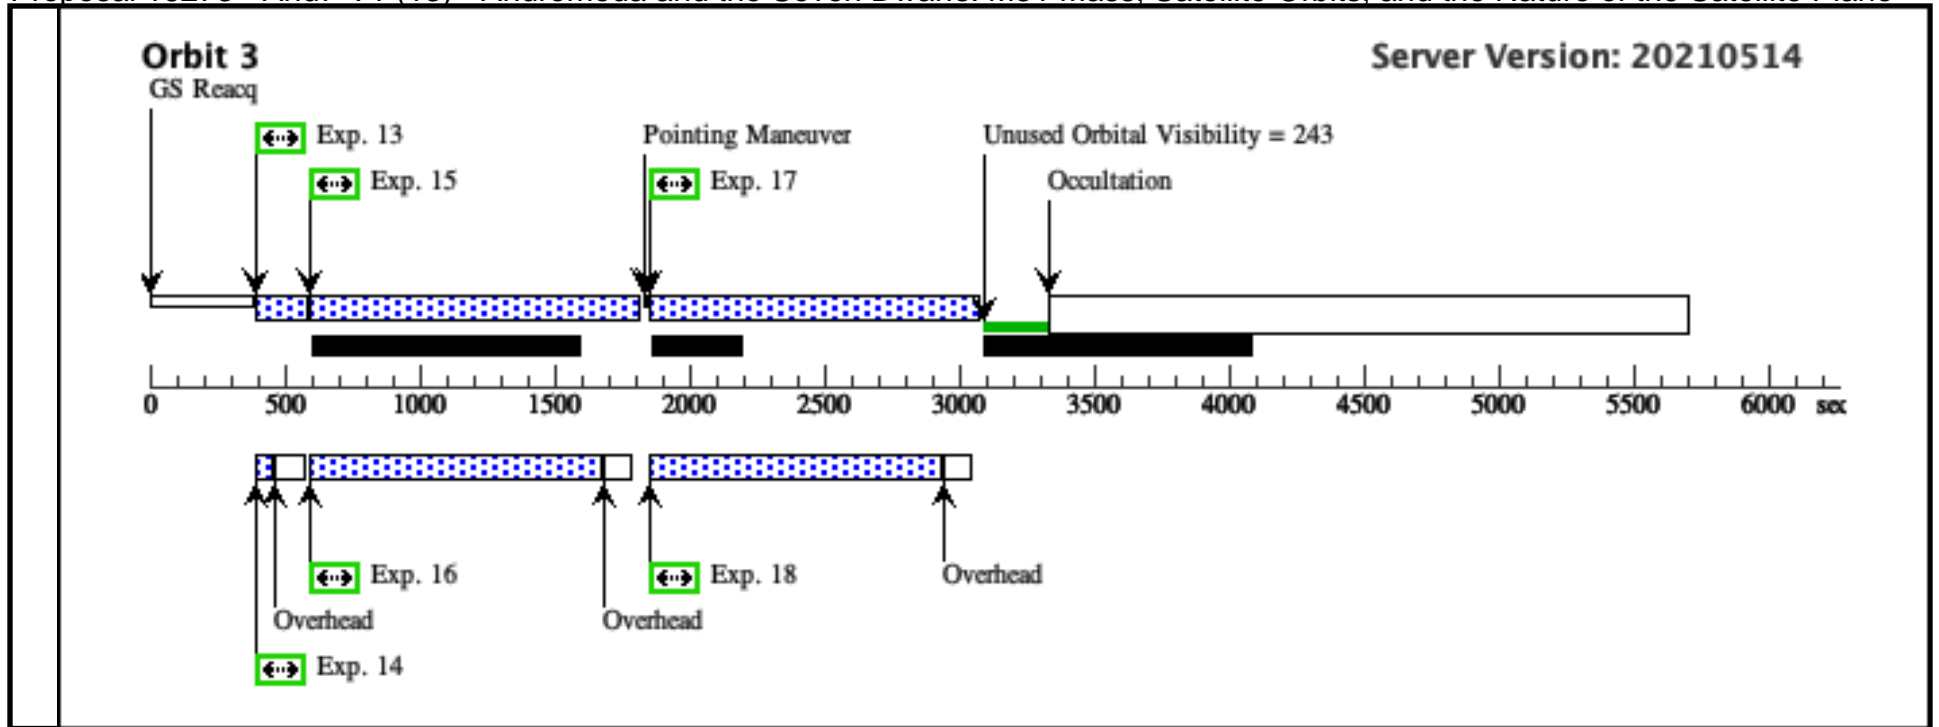 Orbit 3
Server Version: 20210514
GS Reacq
Exp. 13
Pointing Maneuver
Unused Orbital Visibility = 243
Exp. 15
Exp. 17
Occultation
0 500 1000 1500 2000 2500 3000 3500 4000 4500 5000 5500 6000 sec
Exp. 16
Exp. 18
Overhead
Overhead
Overhead
Exp. 14